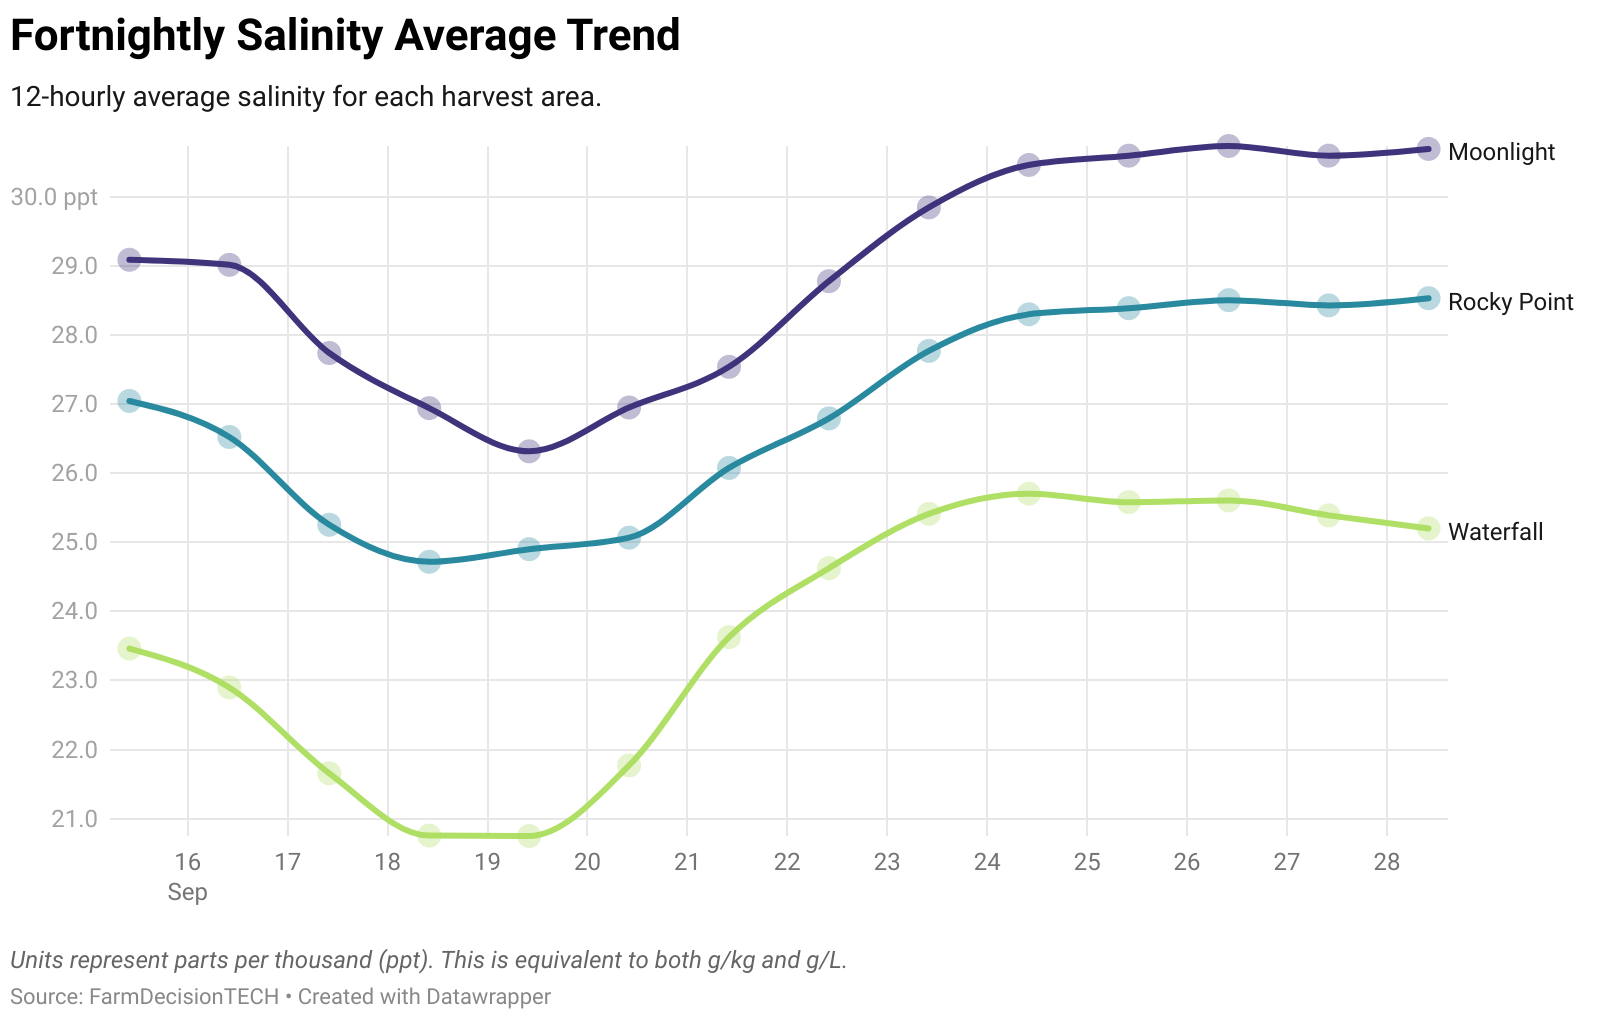 Fortnightly Salinity Average Trend
12-hourly average salinity for each harvest area.
Moonlight
30.0 ppt
29.0
Rocky Point
28.0
27.0
26.0
Waterfall
25.0
24.0
23.0
22.0
21.0
16 17 18 19 20 21 22 23 24 25 26 27 28
Sep
Units represent parts per thousand (ppt). This is equivalent to both g/kg and g/L.
Source: FarmDecisionTECH • Created with Datawrapper